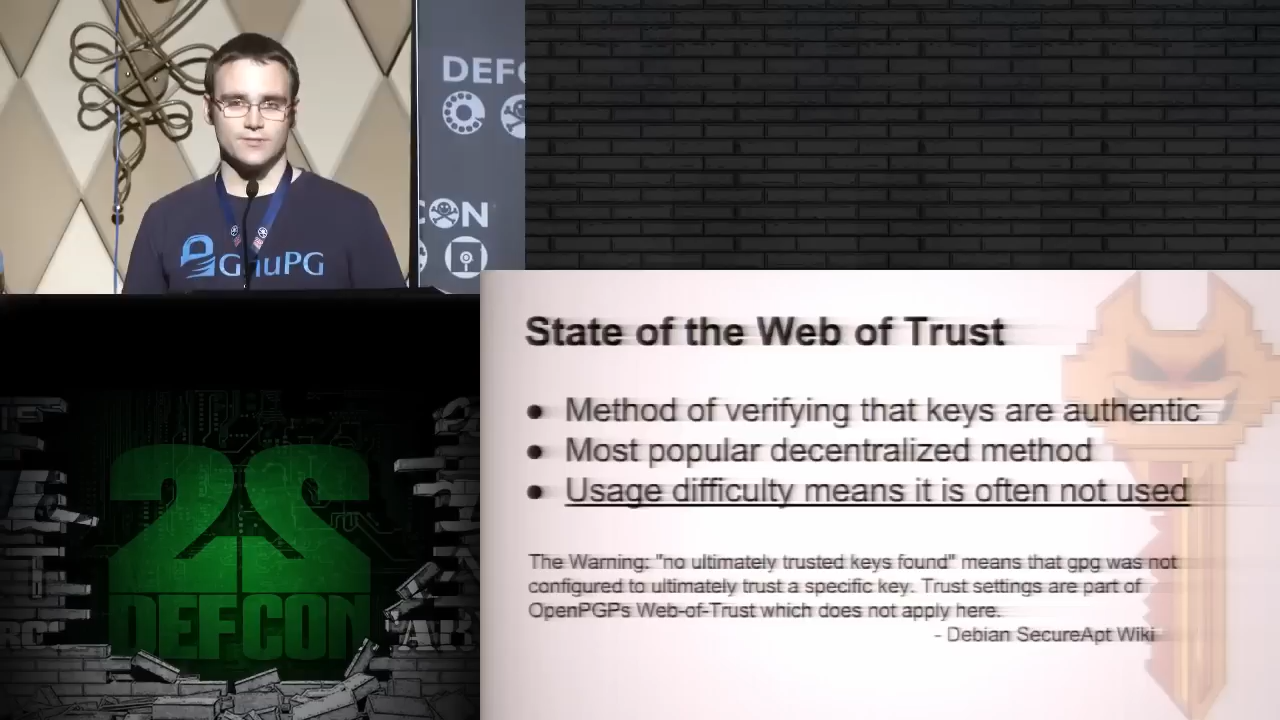 DEFC
CON
GnuPG
State of the Web of Trust
● Method of verifying that keys are authentic
● Most popular decentralized method
● Usage difficulty means it is often not used
The Warning: "no ultimately trusted keys found" means that gpg was not
configured to ultimately trust a specific key. Trust settings are part of
OpenPGPs Web-of-Trust which does not apply here.
- Debian SecureApt Wiki
22
DEFCON